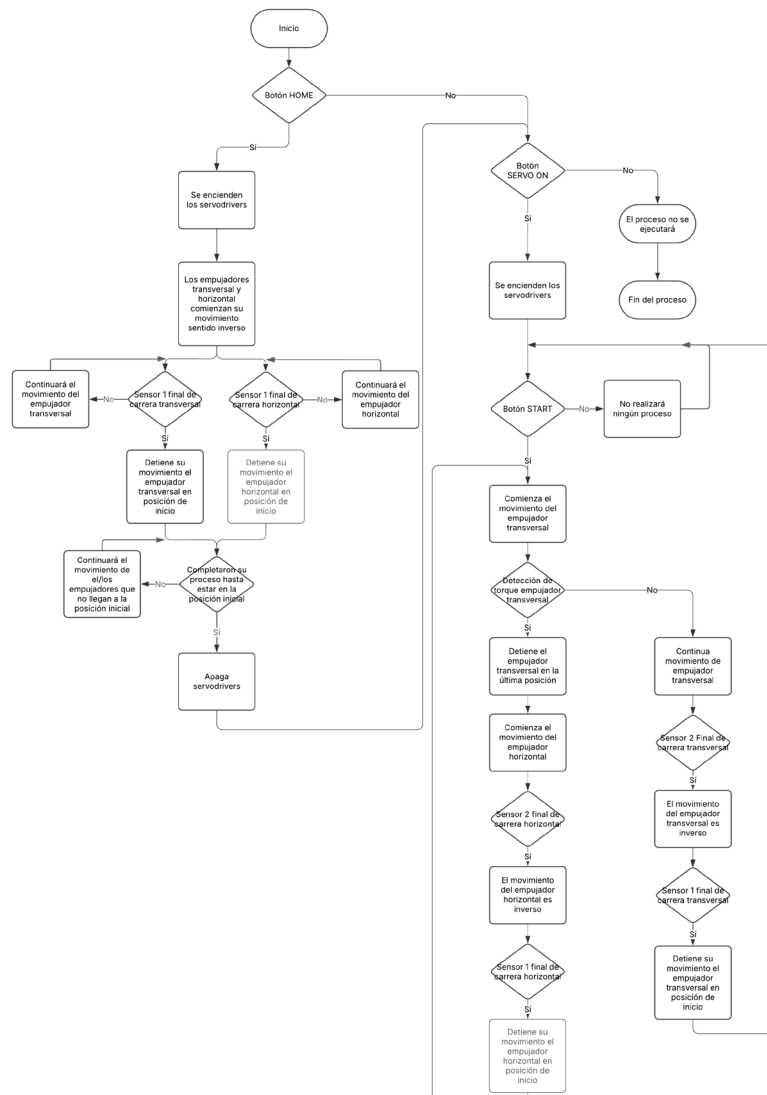 Inicio
Botón HOME
No
Sí
Botón
SERVO ON
No
Se encienden
los servodrivers
El proceso no se
ejecutará
Sí
Los empujadores
transversal y
horizontal
comienzan su
movimiento
sentido inverso
Se encienden los
servodrivers
Fin del proceso
Continuará el
movimiento del
empujador
transversal
No
Sensor 1 final de
carrera transversal
Sensor 1 final de
carrera horizontal
No
Continuará el
movimiento del
empujador
horizontal
Botón START
No
No realizará
ningún proceso
Sí
Sí
Sí
Detiene su
movimiento el
empujador
transversal en
posición de
inicio
Detiene su
movimiento el
empujador
horizontal en
posición de
inicio
Comienza el
movimiento del
empujador
transversal
Continuará el
movimiento de
el/los
empujadores que
no llegan a la
posición inicial
No
Completaron su
proceso hasta
estar en la
posición inicial
Detección de
torque empujador
transversal
No
Sí
Sí
Apaga
servodrivers
Detiene el
empujador
transversal en la
última posición
Continua
movimiento de
empujador
transversal
Comienza el
movimiento del
empujador
horizontal
Sensor 2 Final de
carrera transversal
Sí
Sensor 2 final de
carrera horizontal
El movimiento
del empujador
transversal es
inverso
Sí
El movimiento
del empujador
horizontal es
inverso
Sensor 1 final de
carrera transversal
Sí
Sensor 1 final de
carrera horizontal
Detiene su
movimiento el
empujador
transversal en
posición de
inicio
Sí
Detiene su
movimiento el
empujador
horizontal en
posición de
inicio